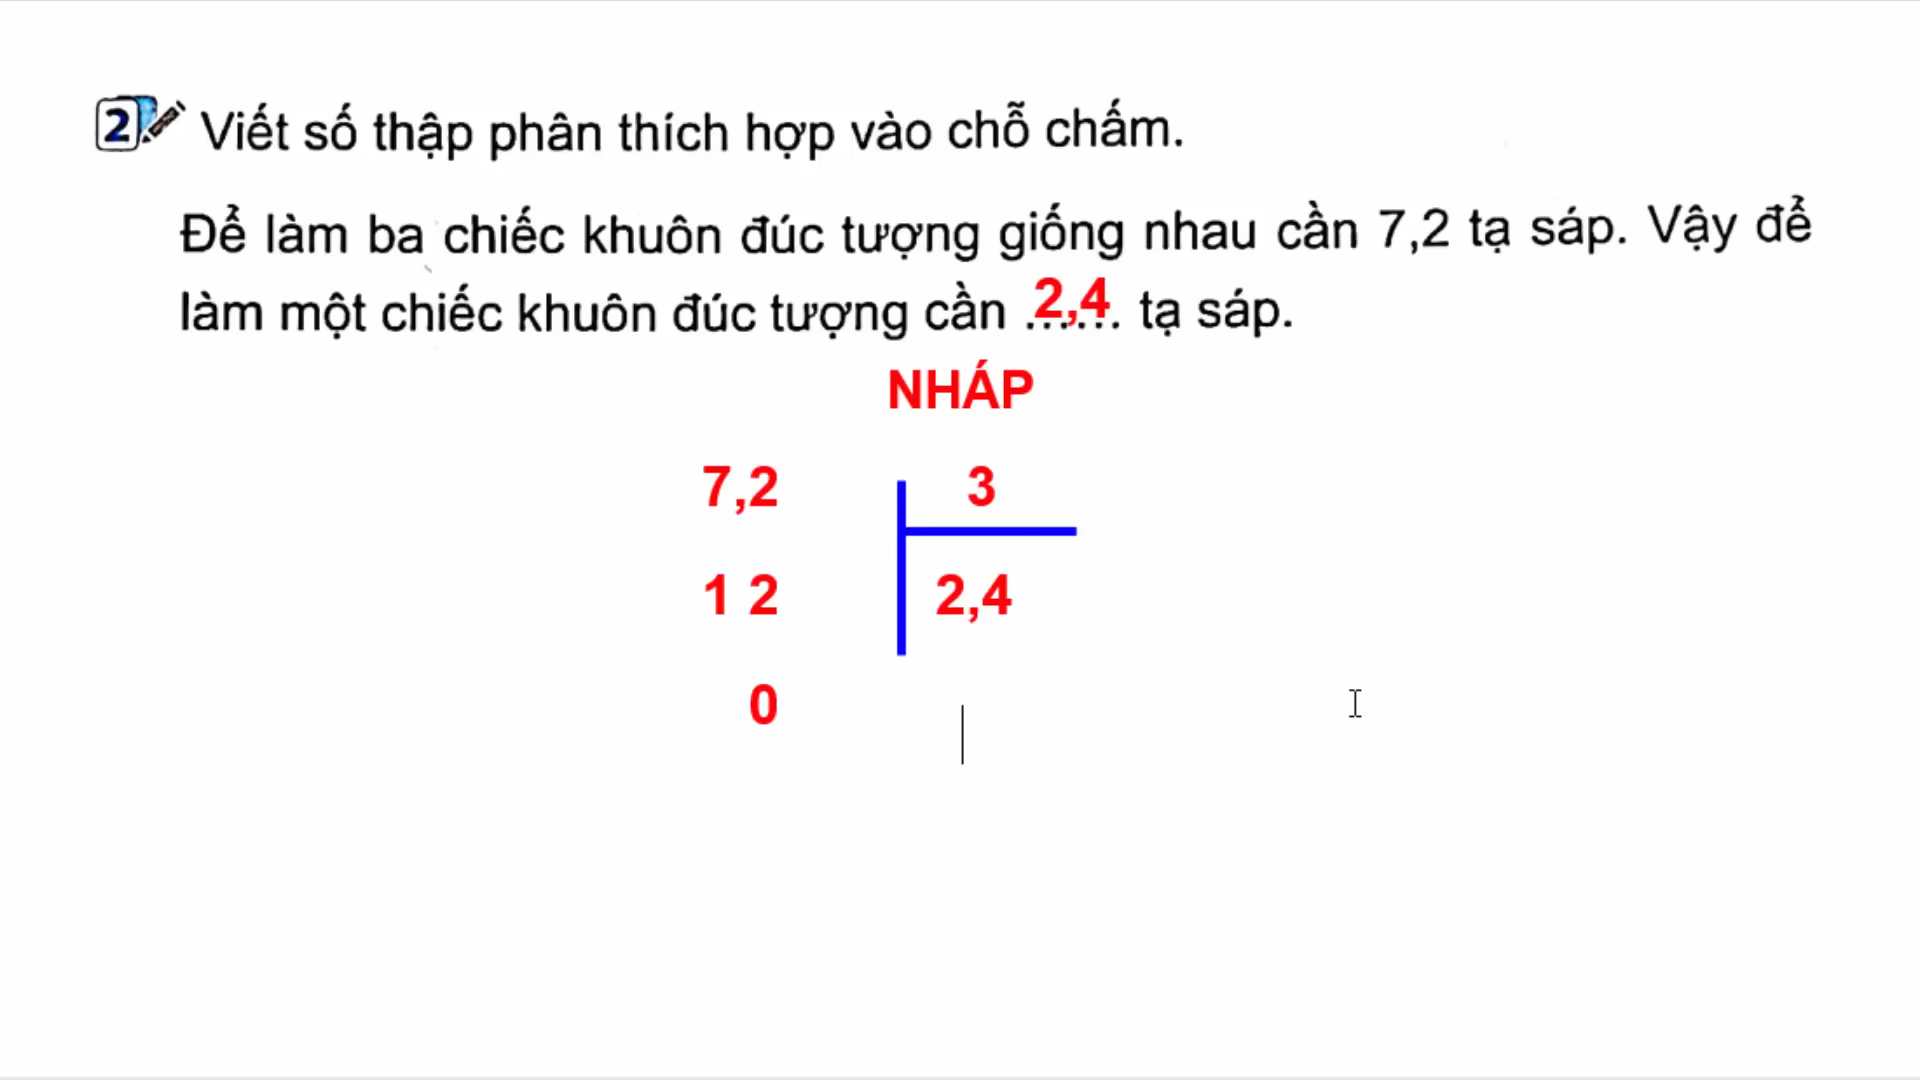 2 Viết số thập phân thích hợp vào chỗ chấm.
Để làm ba chiếc khuôn đúc tượng giống nhau cần 7,2 tạ sáp. Vậy để
làm một chiếc khuôn đúc tượng cần 2,4 tạ sáp.
NHÁP
7,2 3
1 2 2,4
0